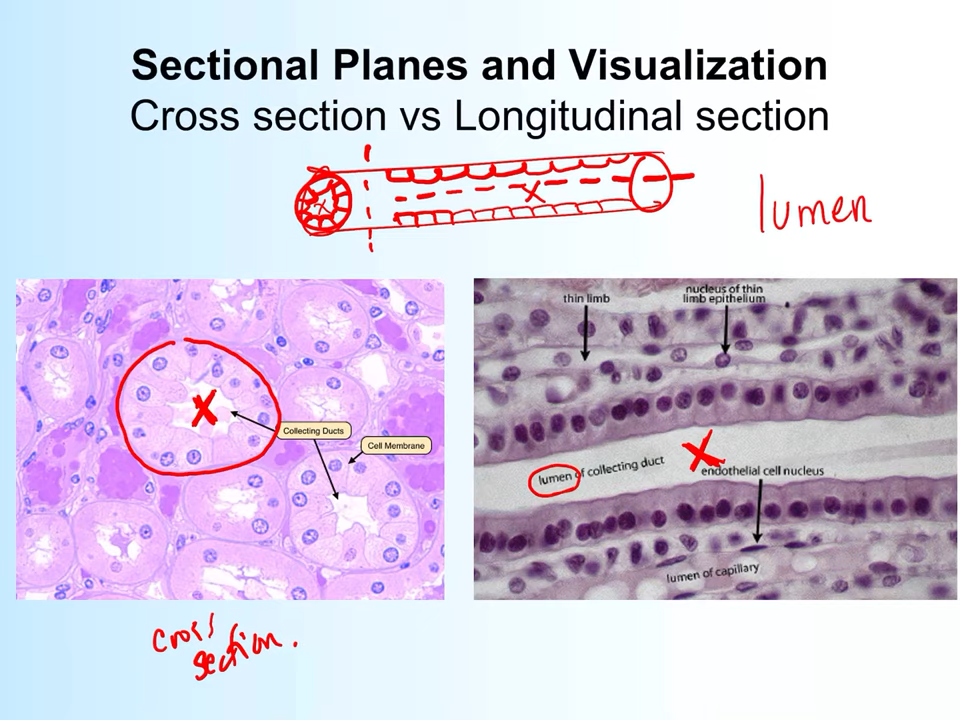 Sectional Planes and Visualization
Cross section vs Longitudinal section
lumen
Collecting Ducts
Cell Membrane
thin limb
nucleus of thin
limb epithelium
lumen of collecting duct
endothelial cell nucleus
lumen of capillary
cross
section.